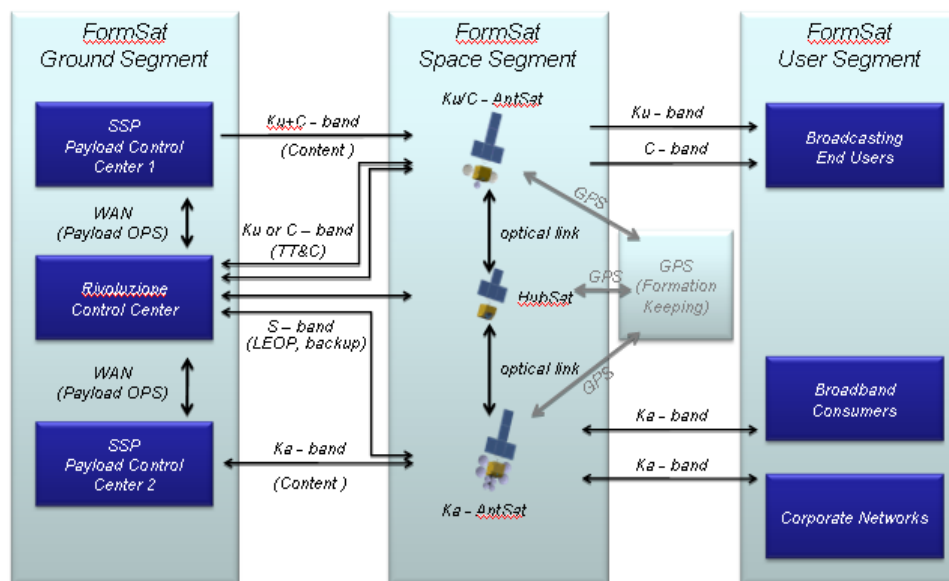 FormSat
Ground Segment
SSP
Payload Control
Center 1
WAN
(Payload OPS)
Rivoluzione
Control Center
WAN
(Payload OPS)
SSP
Payload Control
Center 2
Ku+C – band
(Content )
Ku or C – band
(TT&C)
S – band
(LEOP, backup)
Ka – band
(Content )
FormSat
Space Segment
Ku/C – AntSat
optical link
HubSat
optical link
Ka – AntSat
GPS
GPS
GPS
GPS
(Formation
Keeping)
Ku – band
C – band
Ka – band
Ka – band
FormSat
User Segment
Broadcasting
End Users
Broadband
Consumers
Corporate Networks